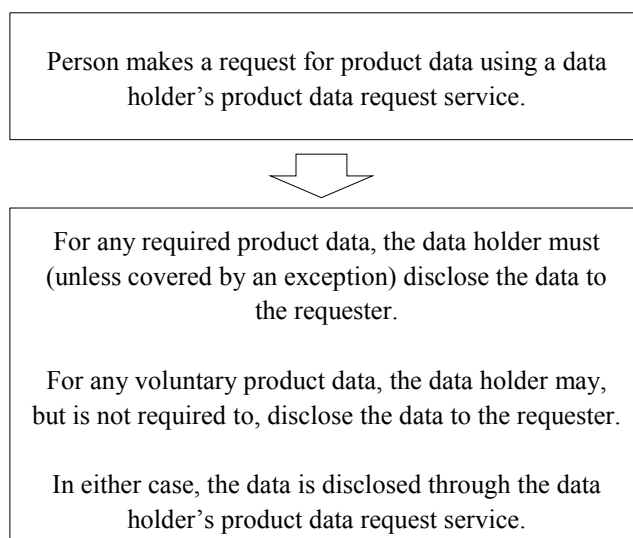 Person makes a request for product data using a data
holder’s product data request service.
For any required product data, the data holder must
(unless covered by an exception) disclose the data to
the requester.
For any voluntary product data, the data holder may,
but is not required to, disclose the data to the requester.
In either case, the data is disclosed through the data
holder’s product data request service.